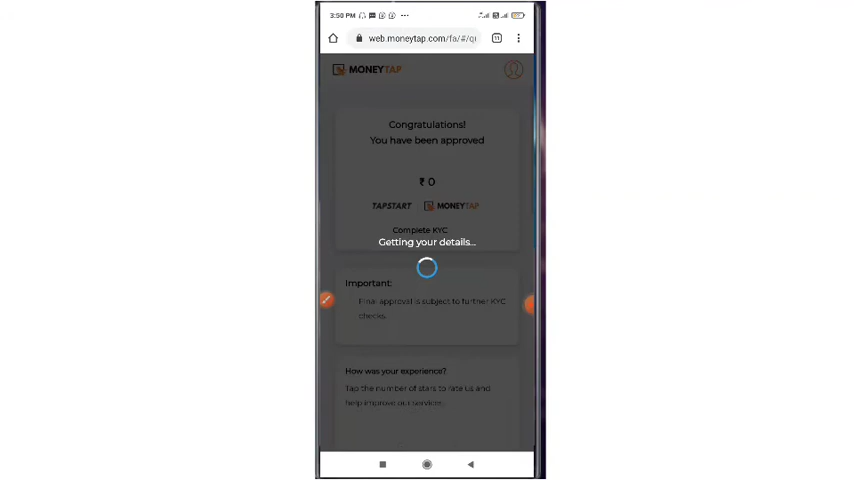 3:50 PM
web.moneytap.com/fa/#/q
11
MONEYTAP
Congratulations!
You have been approved
₹ 0
TAPSTART MONEYTAP
Complete KYC
Getting your details...
Important:
Final approval is subject to further KYC
checks.
How was your experience?
Tap the number of stars to rate us and
help improve our services.